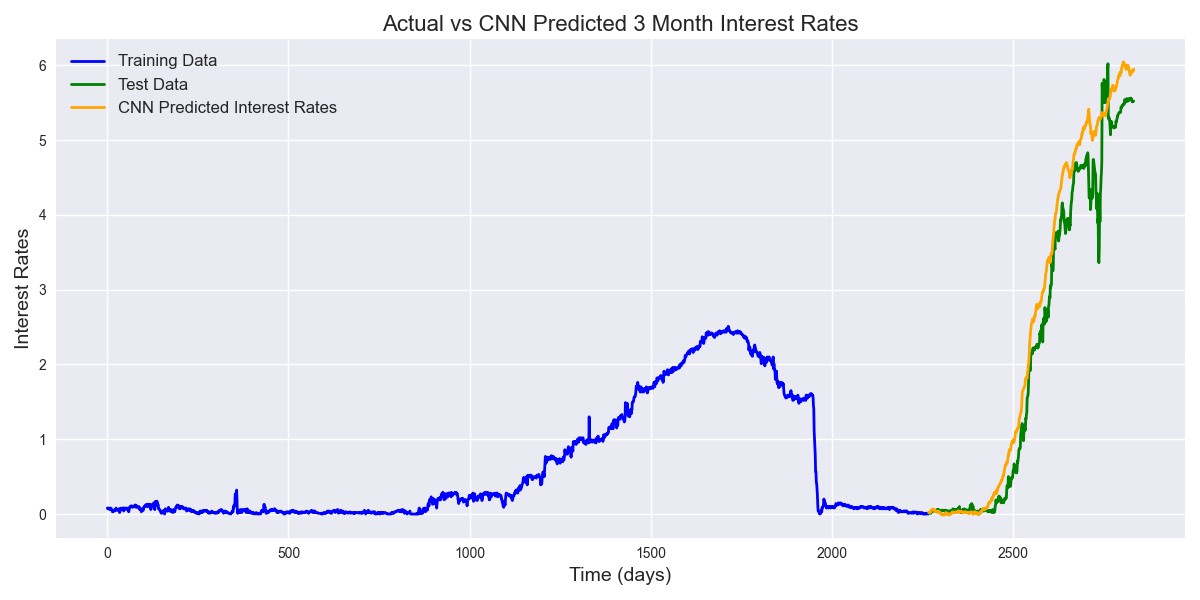 Actual vs CNN Predicted 3 Month Interest Rates
Training Data
Test Data
CNN Predicted Interest Rates
Interest Rates
6
5
4
3
2
1
0
0 500 1000 1500 2000 2500
Time (days)